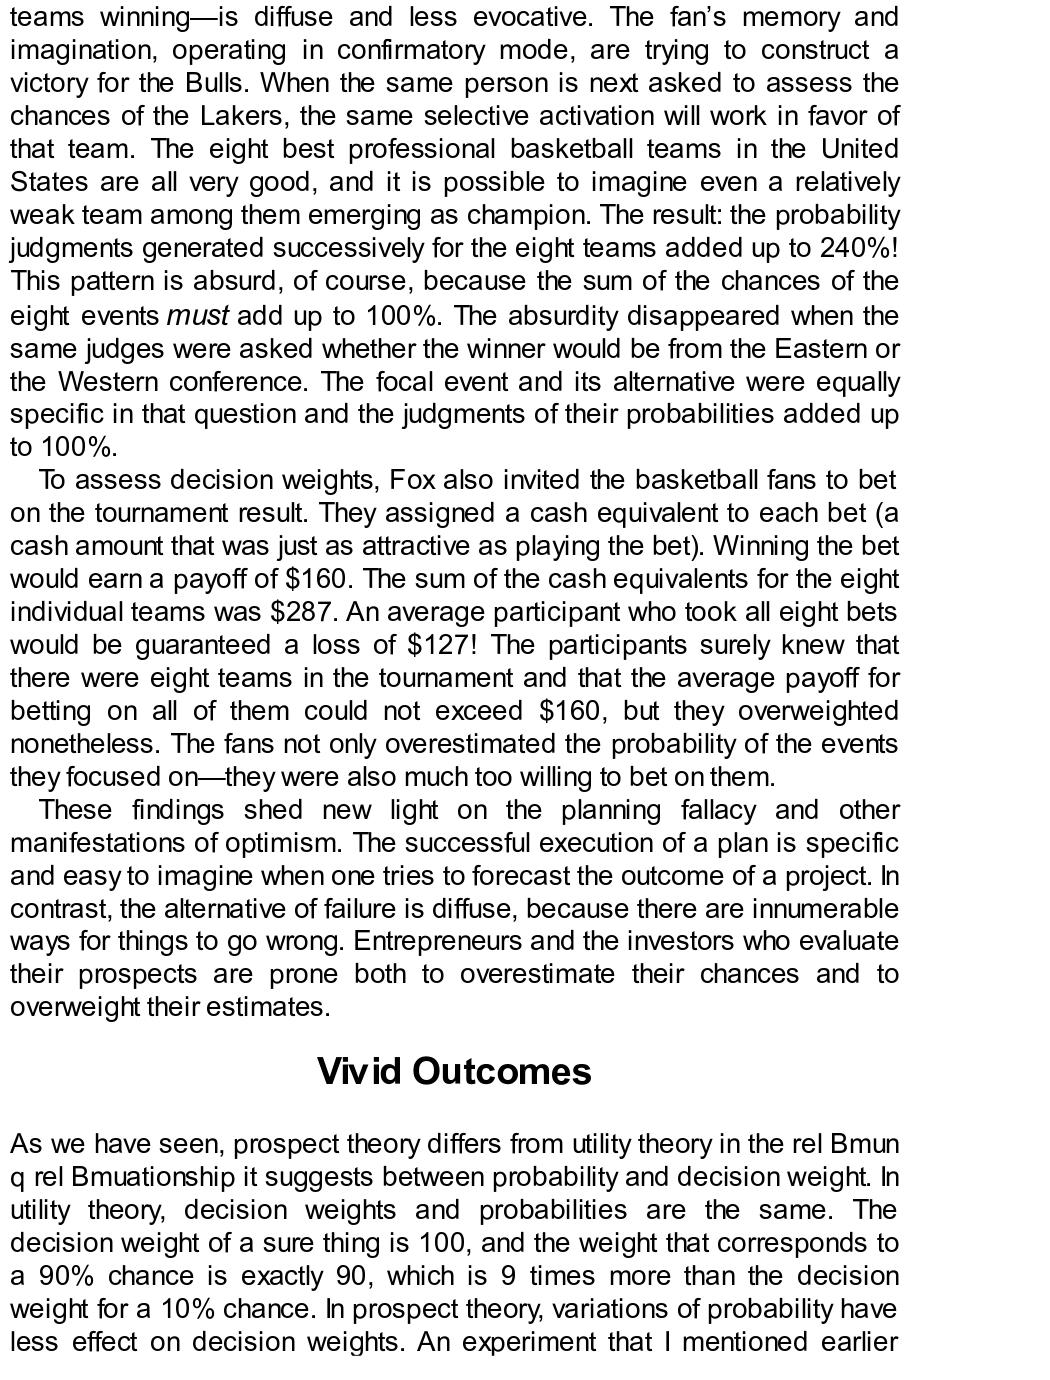 teams winning—is diffuse and less evocative. The fan’s memory and
imagination, operating in confirmatory mode, are trying to construct a
victory for the Bulls. When the same person is next asked to assess the
chances of the Lakers, the same selective activation will work in favor of
that team. The eight best professional basketball teams in the United
States are all very good, and it is possible to imagine even a relatively
weak team among them emerging as champion. The result: the probability
judgments generated successively for the eight teams added up to 240%!
This pattern is absurd, of course, because the sum of the chances of the
eight events must add up to 100%. The absurdity disappeared when the
same judges were asked whether the winner would be from the Eastern or
the Western conference. The focal event and its alternative were equally
specific in that question and the judgments of their probabilities added up
to 100%.
To assess decision weights, Fox also invited the basketball fans to bet
on the tournament result. They assigned a cash equivalent to each bet (a
cash amount that was just as attractive as playing the bet). Winning the bet
would earn a payoff of $160. The sum of the cash equivalents for the eight
individual teams was $287. An average participant who took all eight bets
would be guaranteed a loss of $127! The participants surely knew that
there were eight teams in the tournament and that the average payoff for
betting on all of them could not exceed $160, but they overweighted
nonetheless. The fans not only overestimated the probability of the events
they focused on—they were also much too willing to bet on them.
These findings shed new light on the planning fallacy and other
manifestations of optimism. The successful execution of a plan is specific
and easy to imagine when one tries to forecast the outcome of a project. In
contrast, the alternative of failure is diffuse, because there are innumerable
ways for things to go wrong. Entrepreneurs and the investors who evaluate
their prospects are prone both to overestimate their chances and to
overweight their estimates.
Vivid Outcomes
As we have seen, prospect theory differs from utility theory in the rel Bmun
q rel Bmuationship it suggests between probability and decision weight. In
utility theory, decision weights and probabilities are the same. The
decision weight of a sure thing is 100, and the weight that corresponds to
a 90% chance is exactly 90, which is 9 times more than the decision
weight for a 10% chance. In prospect theory, variations of probability have
less effect on decision weights. An experiment that I mentioned earlier